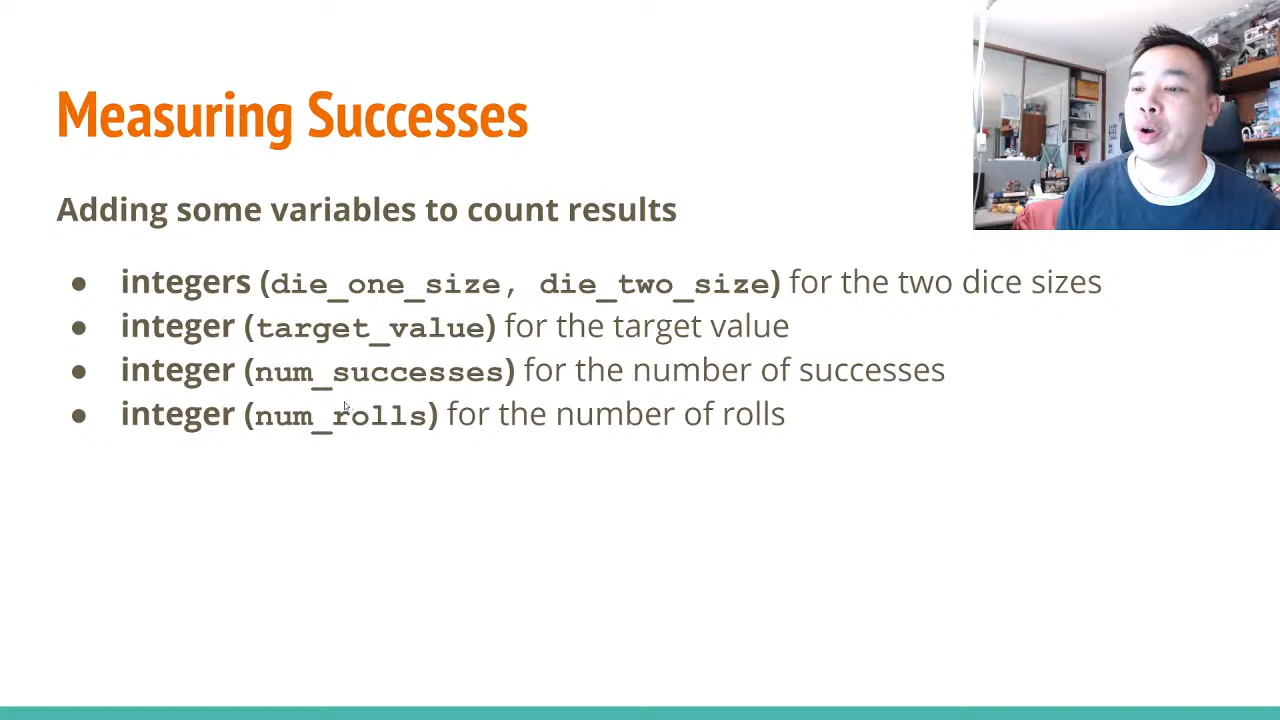 Measuring Successes
Adding some variables to count results
● integers (die_one_size, die_two_size) for the two dice sizes
● integer (target_value) for the target value
● integer (num_successes) for the number of successes
● integer (num_rolls) for the number of rolls